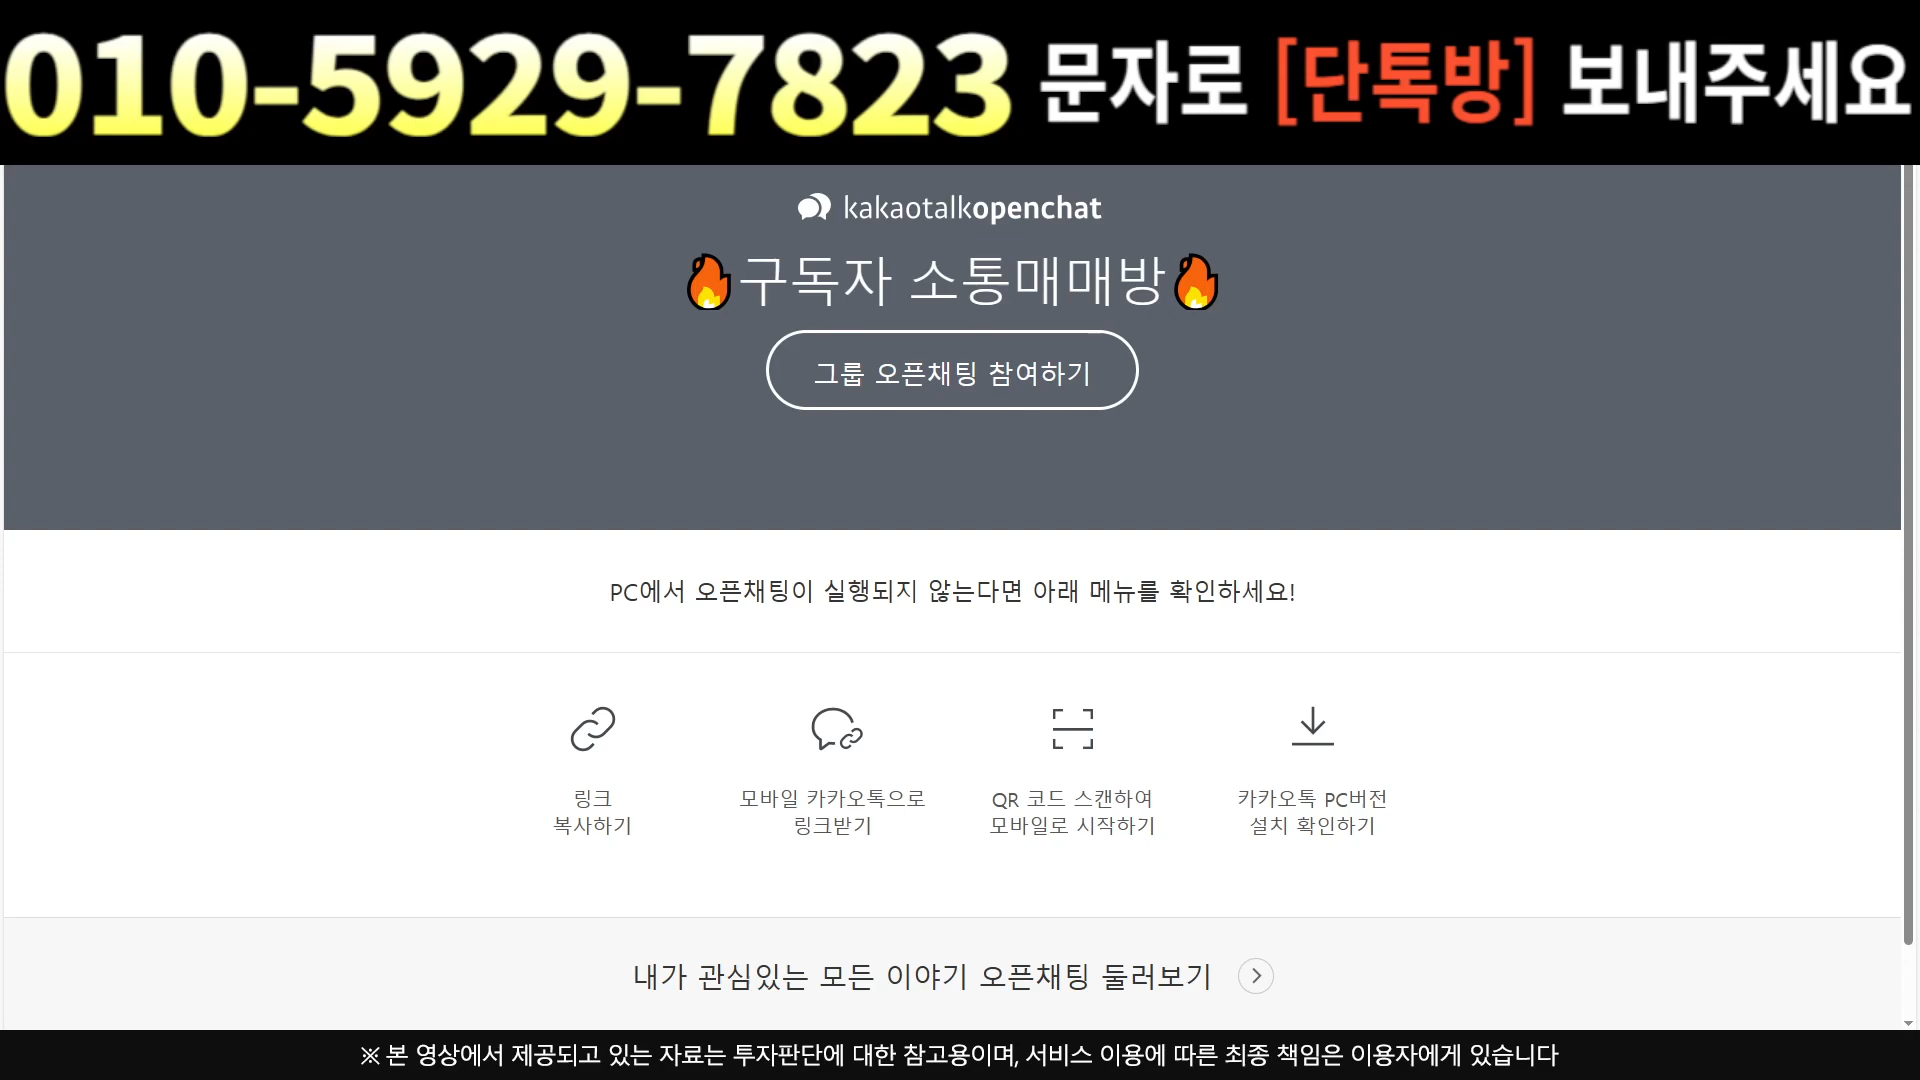 010-5929-7823 문자로 [단톡방] 보내주세요
kakaotalkopenchat
🔥구독자 소통매매방🔥
그룹 오픈채팅 참여하기
PC에서 오픈채팅이 실행되지 않는다면 아래 메뉴를 확인하세요!
링크
복사하기
모바일 카카오톡으로
링크받기
QR 코드 스캔하여
모바일로 시작하기
카카오톡 PC버전
설치 확인하기
내가 관심있는 모든 이야기 오픈채팅 둘러보기
※ 본 영상에서 제공되고 있는 자료는 투자판단에 대한 참고용이며, 서비스 이용에 따른 최종 책임은 이용자에게 있습니다